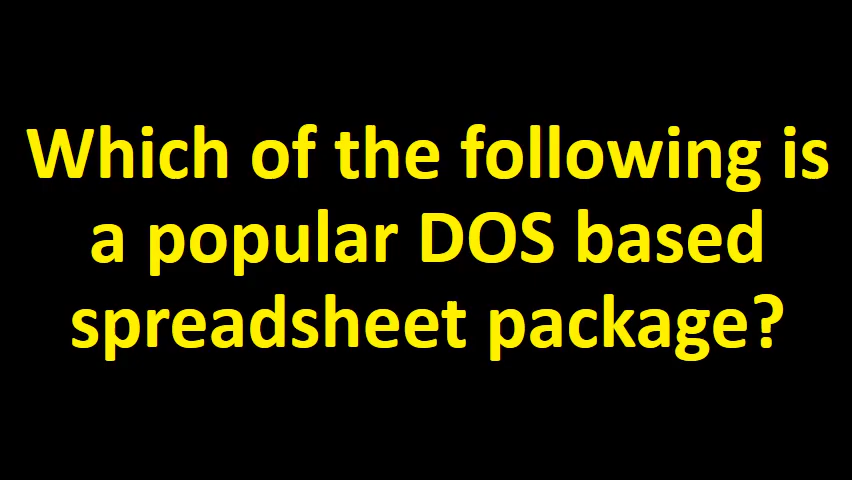 Which of the following is
a popular DOS based
spreadsheet package?